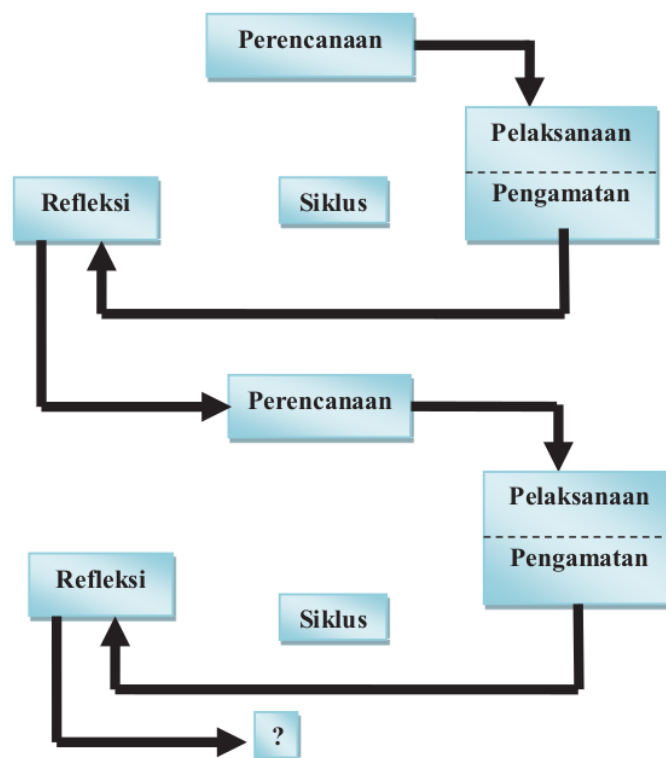 Perencanaan
Pelaksanaan
Pengamatan
Refleksi
Siklus
Perencanaan
Pelaksanaan
Pengamatan
Refleksi
Siklus
?